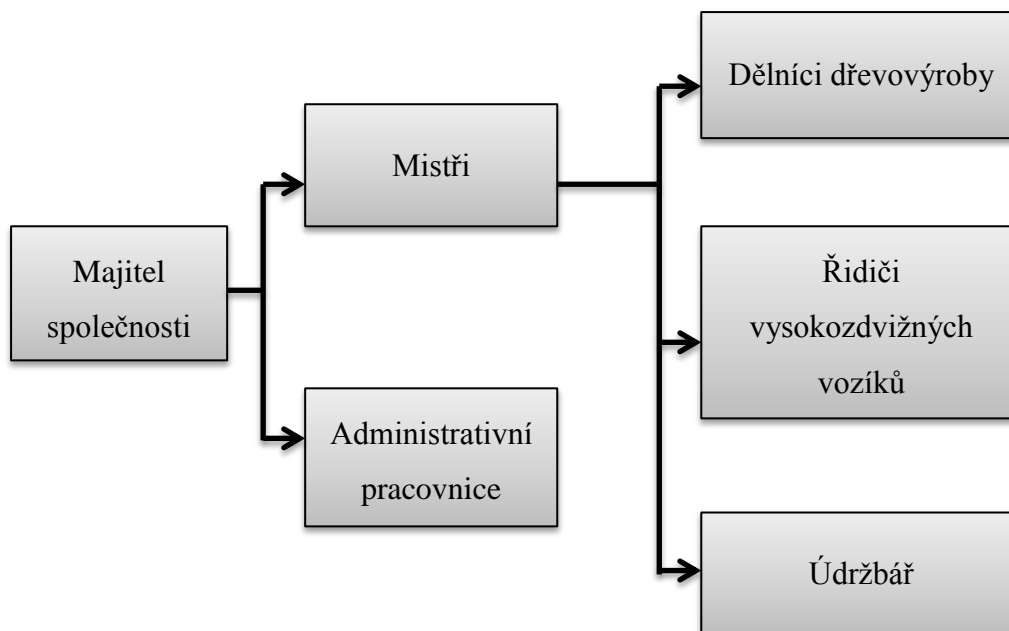 Majitel
společnosti
Mistři
Administrativní
pracovnice
Dělníci dřevovýroby
Řidiči
vysokozdvižných
vozíků
Údržbář